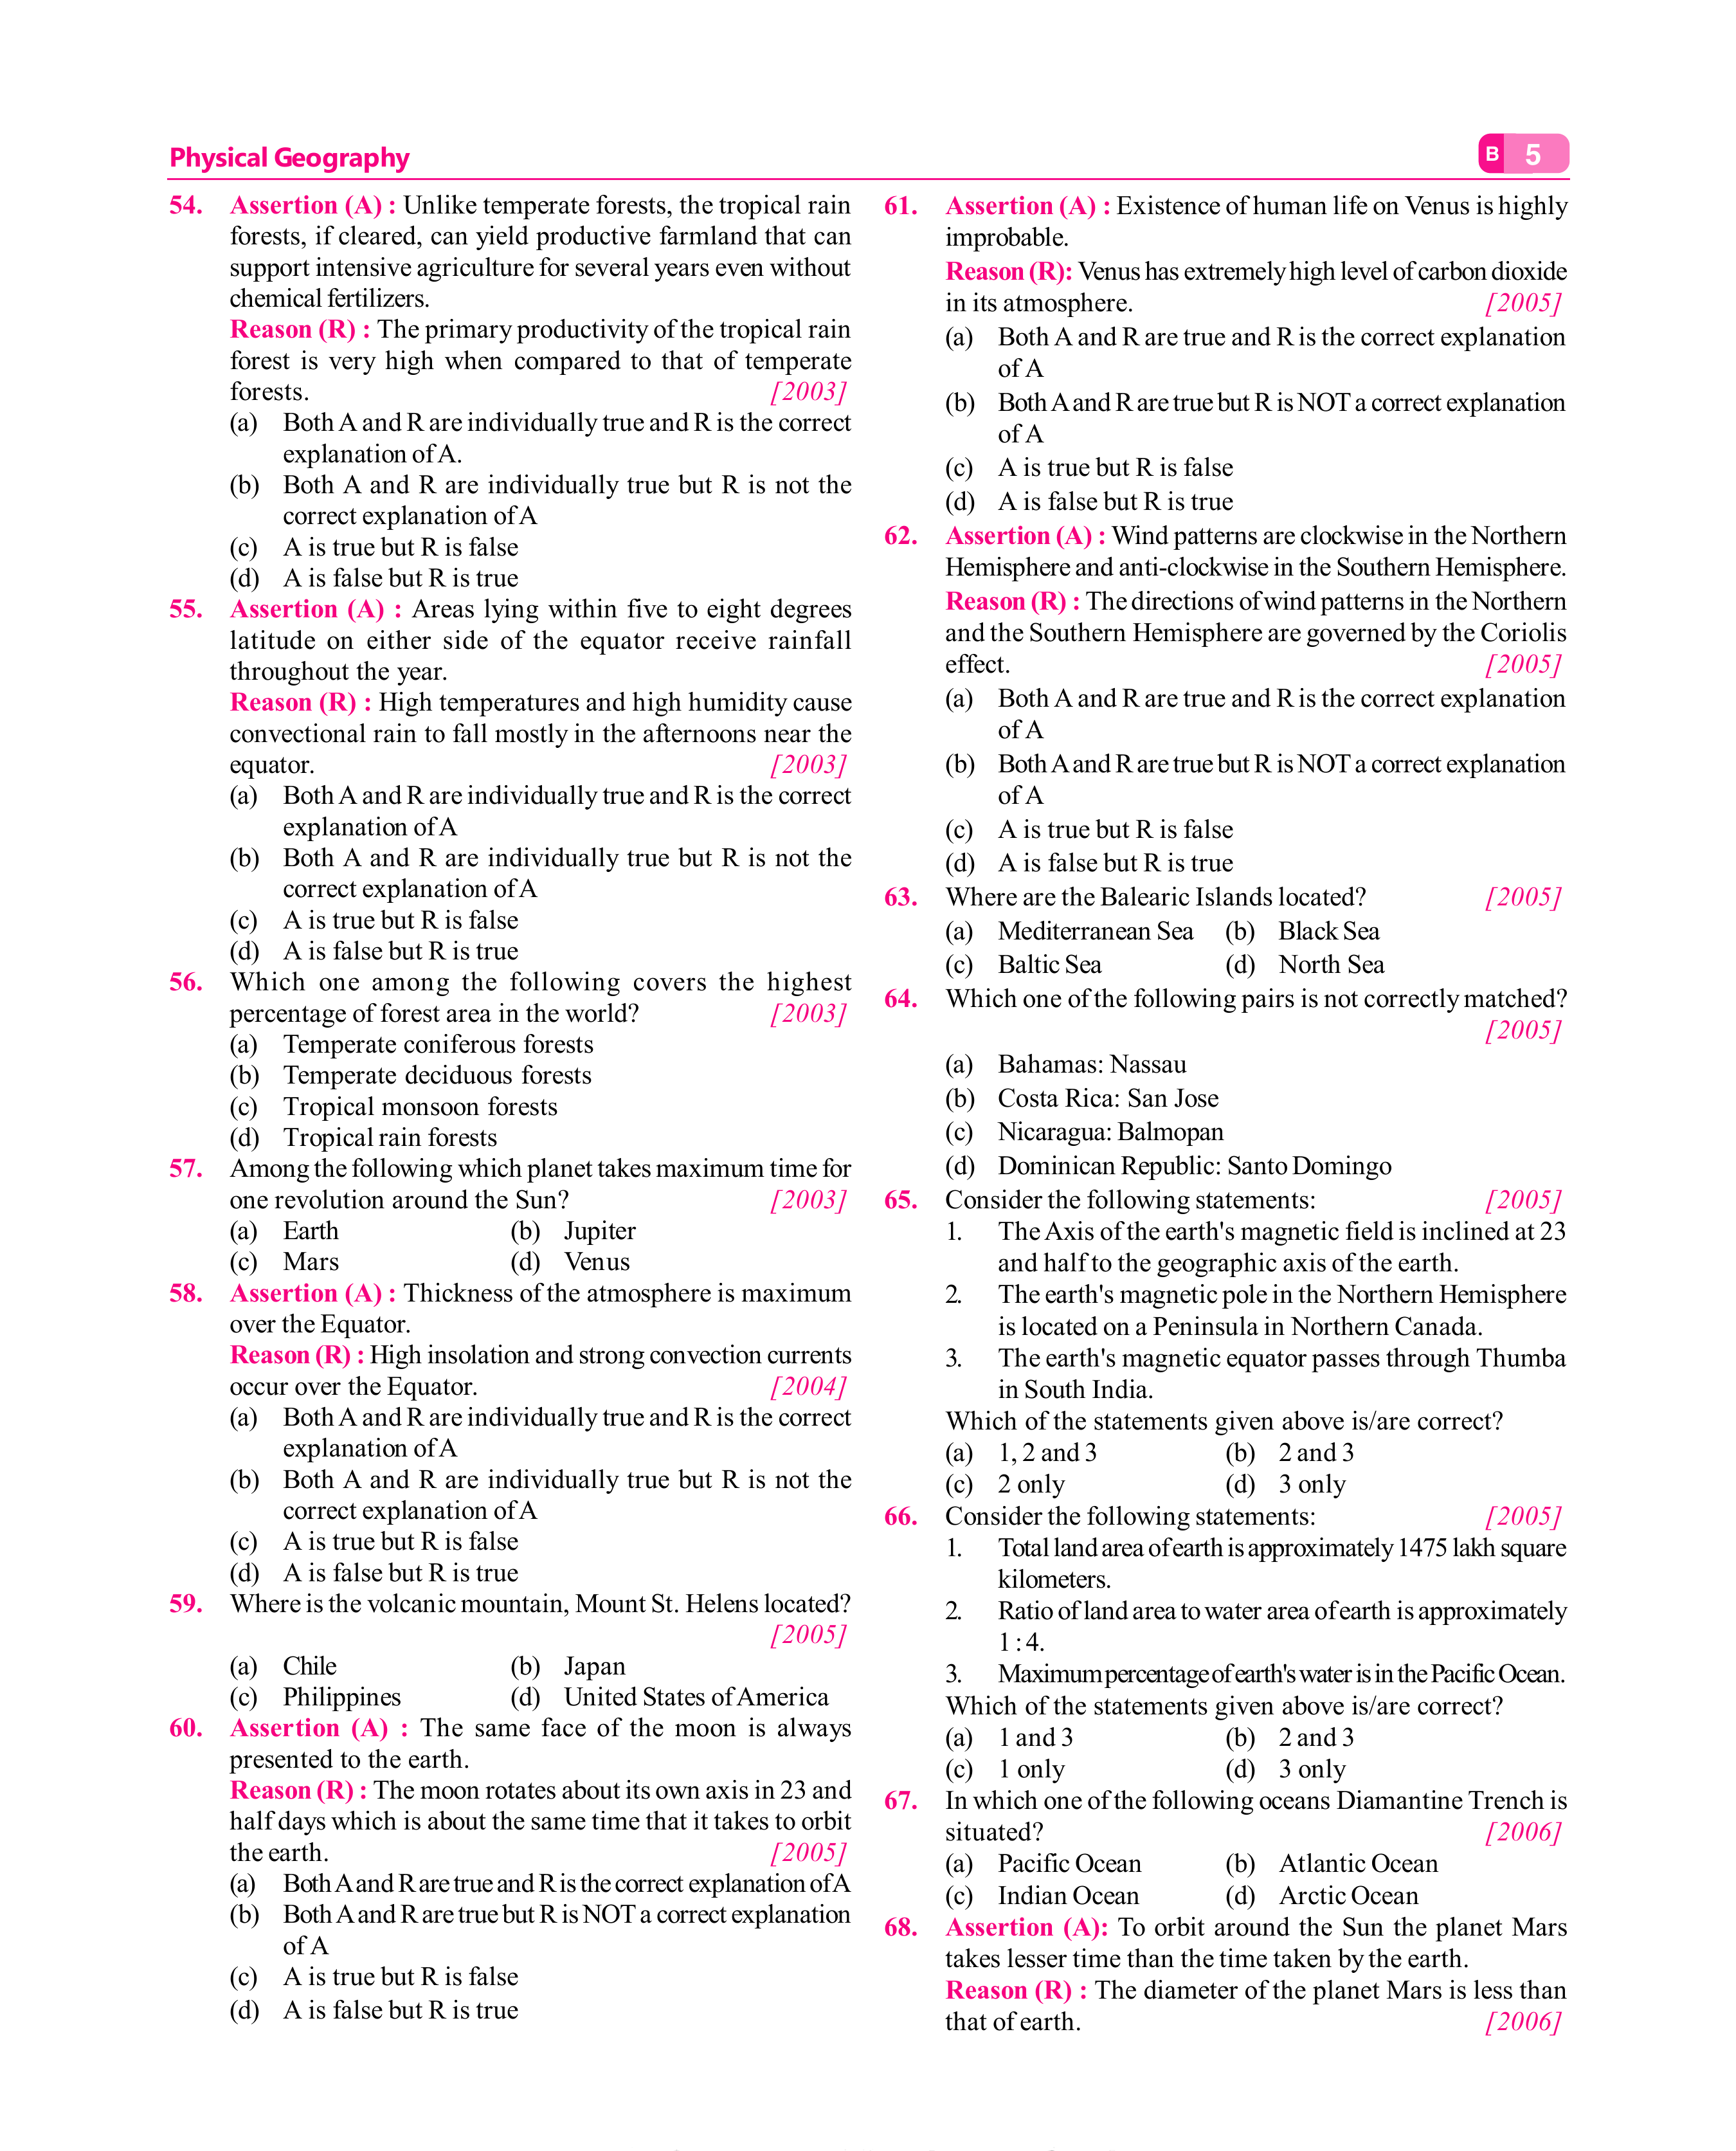 Physical Geography
B 5
54. Assertion (A) : Unlike temperate forests, the tropical rain
forests, if cleared, can yield productive farmland that can
support intensive agriculture for several years even without
chemical fertilizers.
Reason (R) : The primary productivity of the tropical rain
forest is very high when compared to that of temperate
forests. [2003]
(a) Both A and R are individually true and R is the correct
explanation of A.
(b) Both A and R are individually true but R is not the
correct explanation of A
(c) A is true but R is false
(d) A is false but R is true
55. Assertion (A) : Areas lying within five to eight degrees
latitude on either side of the equator receive rainfall
throughout the year.
Reason (R) : High temperatures and high humidity cause
convectional rain to fall mostly in the afternoons near the
equator. [2003]
(a) Both A and R are individually true and R is the correct
explanation of A
(b) Both A and R are individually true but R is not the
correct explanation of A
(c) A is true but R is false
(d) A is false but R is true
56. Which one among the following covers the highest
percentage of forest area in the world? [2003]
(a) Temperate coniferous forests
(b) Temperate deciduous forests
(c) Tropical monsoon forests
(d) Tropical rain forests
57. Among the following which planet takes maximum time for
one revolution around the Sun? [2003]
(a) Earth (b) Jupiter
(c) Mars (d) Venus
58. Assertion (A) : Thickness of the atmosphere is maximum
over the Equator.
Reason (R) : High insolation and strong convection currents
occur over the Equator. [2004]
(a) Both A and R are individually true and R is the correct
explanation of A
(b) Both A and R are individually true but R is not the
correct explanation of A
(c) A is true but R is false
(d) A is false but R is true
59. Where is the volcanic mountain, Mount St. Helens located?
[2005]
(a) Chile (b) Japan
(c) Philippines (d) United States of America
60. Assertion (A) : The same face of the moon is always
presented to the earth.
Reason (R) : The moon rotates about its own axis in 23 and
half days which is about the same time that it takes to orbit
the earth. [2005]
(a) Both A and R are true and R is the correct explanation of A
(b) Both A and R are true but R is NOT a correct explanation
of A
(c) A is true but R is false
(d) A is false but R is true
61. Assertion (A) : Existence of human life on Venus is highly
improbable.
Reason (R): Venus has extremely high level of carbon dioxide
in its atmosphere. [2005]
(a) Both A and R are true and R is the correct explanation
of A
(b) Both A and R are true but R is NOT a correct explanation
of A
(c) A is true but R is false
(d) A is false but R is true
62. Assertion (A) : Wind patterns are clockwise in the Northern
Hemisphere and anti-clockwise in the Southern Hemisphere.
Reason (R) : The directions of wind patterns in the Northern
and the Southern Hemisphere are governed by the Coriolis
effect. [2005]
(a) Both A and R are true and R is the correct explanation
of A
(b) Both A and R are true but R is NOT a correct explanation
of A
(c) A is true but R is false
(d) A is false but R is true
63. Where are the Balearic Islands located? [2005]
(a) Mediterranean Sea (b) Black Sea
(c) Baltic Sea (d) North Sea
64. Which one of the following pairs is not correctly matched?
[2005]
(a) Bahamas: Nassau
(b) Costa Rica: San Jose
(c) Nicaragua: Balmopan
(d) Dominican Republic: Santo Domingo
65. Consider the following statements: [2005]
1. The Axis of the earth's magnetic field is inclined at 23
and half to the geographic axis of the earth.
2. The earth's magnetic pole in the Northern Hemisphere
is located on a Peninsula in Northern Canada.
3. The earth's magnetic equator passes through Thumba
in South India.
Which of the statements given above is/are correct?
(a) 1, 2 and 3 (b) 2 and 3
(c) 2 only (d) 3 only
66. Consider the following statements: [2005]
1. Total land area of earth is approximately 1475 lakh square
kilometers.
2. Ratio of land area to water area of earth is approximately
1 : 4.
3. Maximum percentage of earth's water is in the Pacific Ocean.
Which of the statements given above is/are correct?
(a) 1 and 3 (b) 2 and 3
(c) 1 only (d) 3 only
67. In which one of the following oceans Diamantine Trench is
situated? [2006]
(a) Pacific Ocean (b) Atlantic Ocean
(c) Indian Ocean (d) Arctic Ocean
68. Assertion (A): To orbit around the Sun the planet Mars
takes lesser time than the time taken by the earth.
Reason (R) : The diameter of the planet Mars is less than
that of earth. [2006]